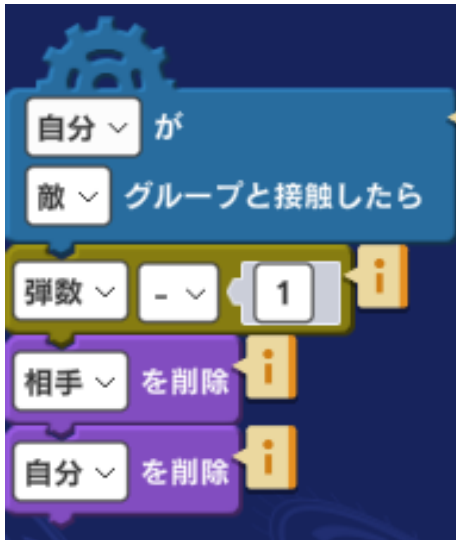 自分 が
敵 グループと接触したら
弾数 - 1 i
相手 を削除 i
自分 を削除 i